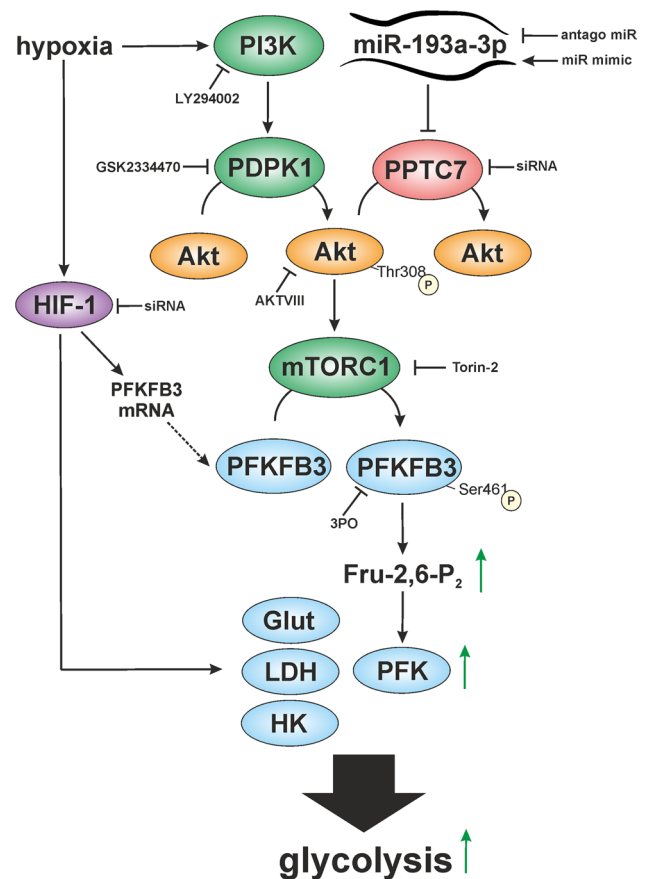 hypoxia
PI3K
miR-193a-3p
antago miR
miR mimic
LY294002
GSK2334470
PDPK1
PPTC7
siRNA
Akt
Akt
Akt
Thr308
P
AKTVIII
HIF-1
siRNA
mTORC1
Torin-2
PFKFB3
mRNA
PFKFB3
PFKFB3
Ser461
P
3PO
Fru-2,6-P₂
Glut
LDH
PFK
HK
glycolysis